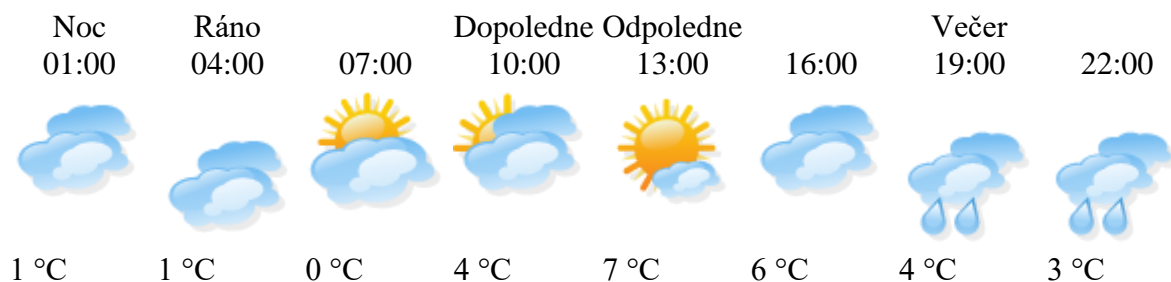 Noc Ráno Dopoledne Odpoledne Večer
01:00 04:00 07:00 10:00 13:00 16:00 19:00 22:00
1 °C 1 °C 0 °C 4 °C 7 °C 6 °C 4 °C 3 °C